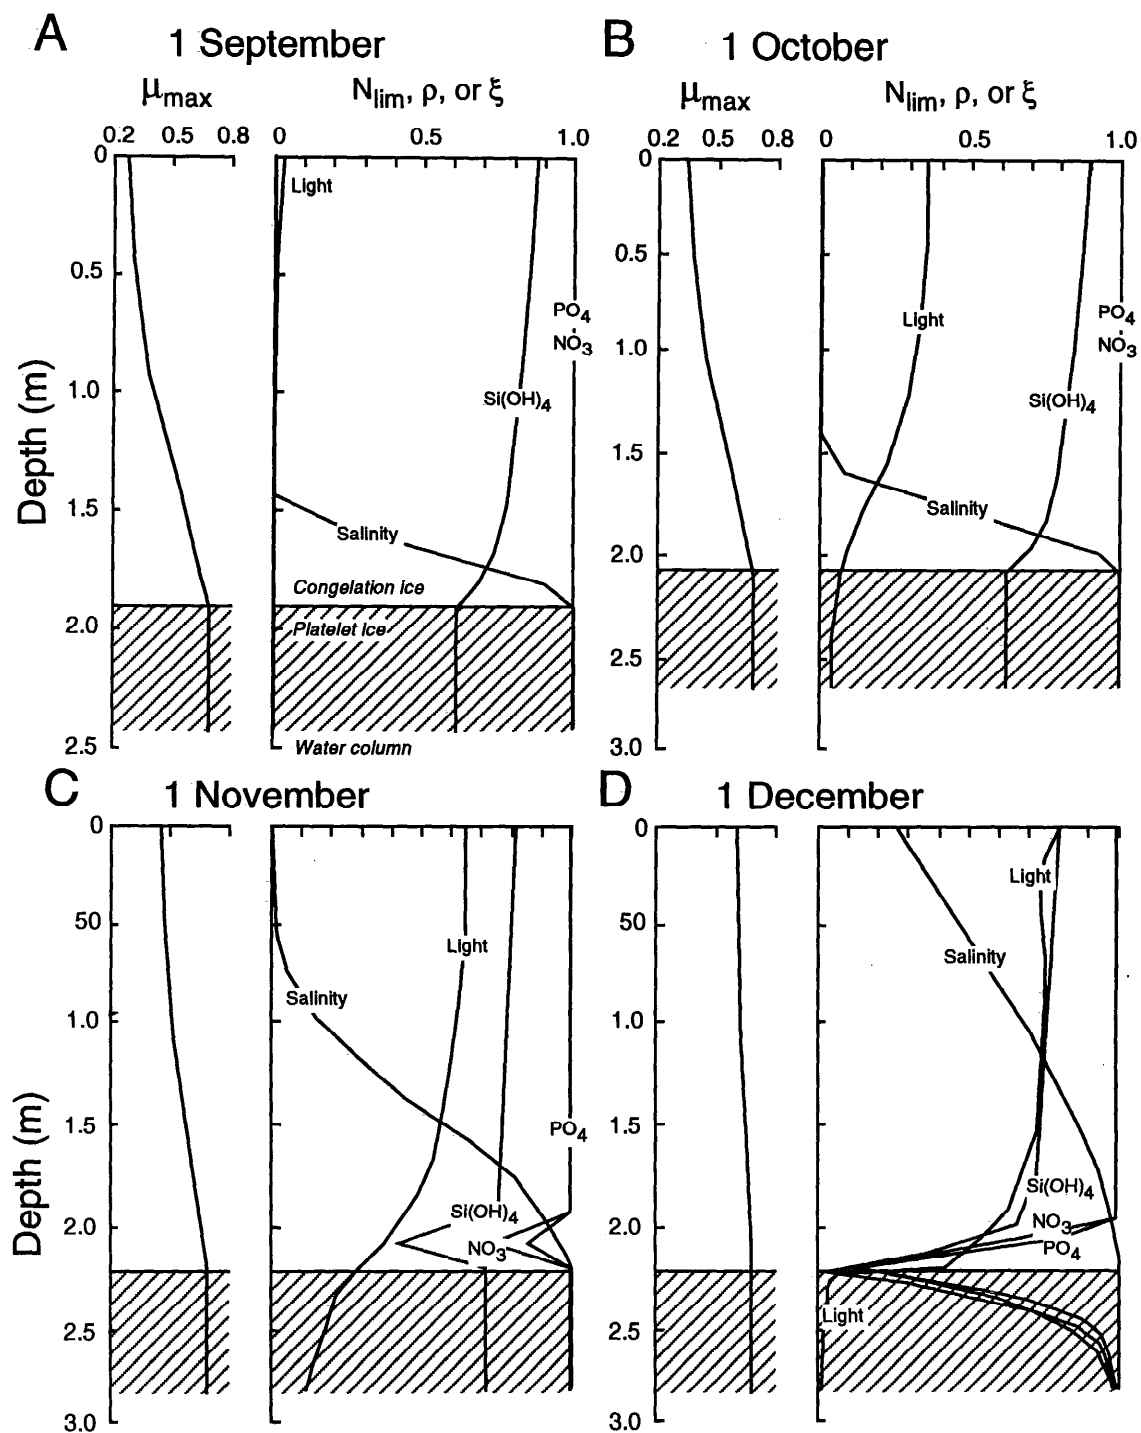 A
1 September
μmax
Nlim, ρ, or ξ
0.2 0.5 0.8
0 0.5 1.0
0
0.5
1.0
1.5
2.0
2.5
Depth (m)
Light
PO4
NO3
Si(OH)4
Salinity
Congelation ice
Platelet ice
Water column
B
1 October
μmax
Nlim, ρ, or ξ
0.2 0.5 0.8
0 0.5 1.0
0
0.5
1.0
1.5
2.0
2.5
3.0
Light
PO4
NO3
Si(OH)4
Salinity
C
1 November
0
50
1.0
1.5
2.0
2.5
3.0
Depth (m)
Light
Salinity
PO4
Si(OH)4
NO3
D
1 December
0
50
1.0
1.5
2.0
2.5
3.0
Light
Salinity
Si(OH)4
NO3
PO4
Light